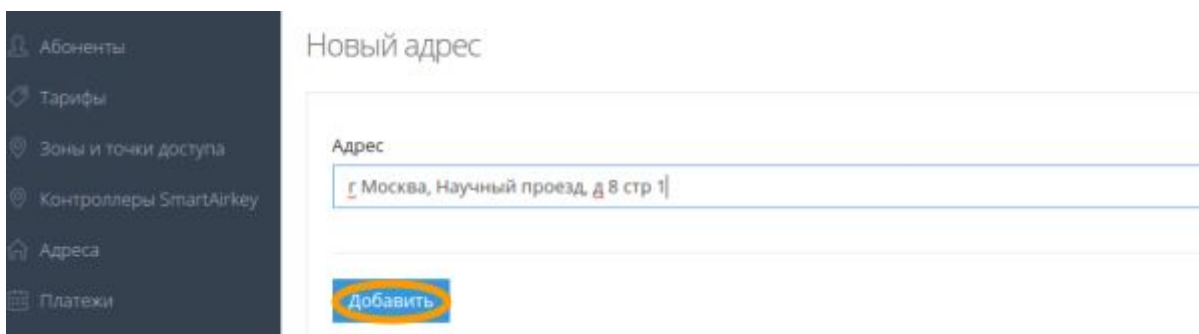 Абоненты
Тарифы
Зоны и точки доступа
Контроллеры SmartAirkey
Адреса
Платежи
Новый адрес
Адрес
г Москва, Научный проезд, д 8 стр 1
Добавить